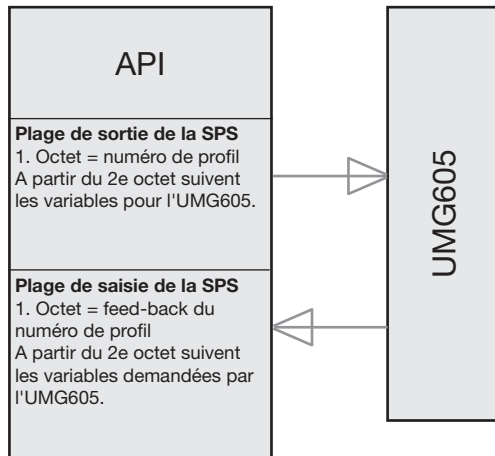 API
Plage de sortie de la SPS
1. Octet = numéro de profil
A partir du 2e octet suivent
les variables pour l'UMG605.
Plage de saisie de la SPS
1. Octet = feed-back du
numéro de profil
A partir du 2e octet suivent
les variables demandées par
l'UMG605.
UMG605